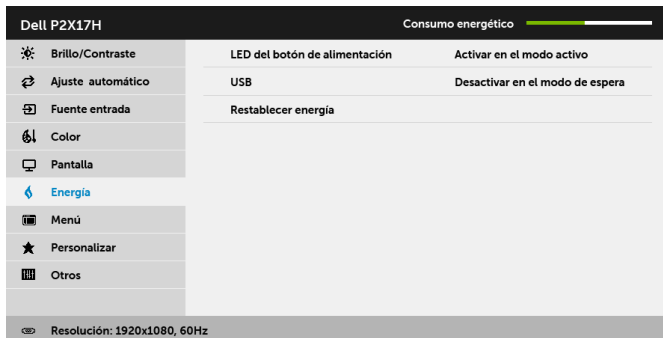 Dell P2X17H Consumo energético
Brillo/Contraste LED del botón de alimentación Activar en el modo activo
Ajuste automático USB Desactivar en el modo de espera
Fuente entrada Restablecer energía
Color
Pantalla
Energía
Menú
Personalizar
Otros
Resolución: 1920x1080, 60Hz